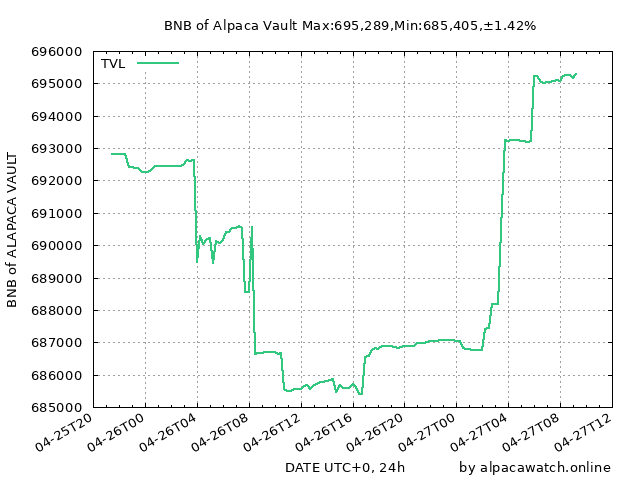 BNB of Alpaca Vault Max:695,289,Min:685,405,±1.42%
TVL
696000
695000
694000
693000
692000
691000
690000
689000
688000
687000
686000
685000
BNB of ALAPACA VAULT
04-25T20
04-26T00
04-26T04
04-26T08
04-26T12
04-26T16
04-26T20
04-27T00
04-27T04
04-27T08
04-27T12
DATE UTC+0, 24h
by alpacawatch.online